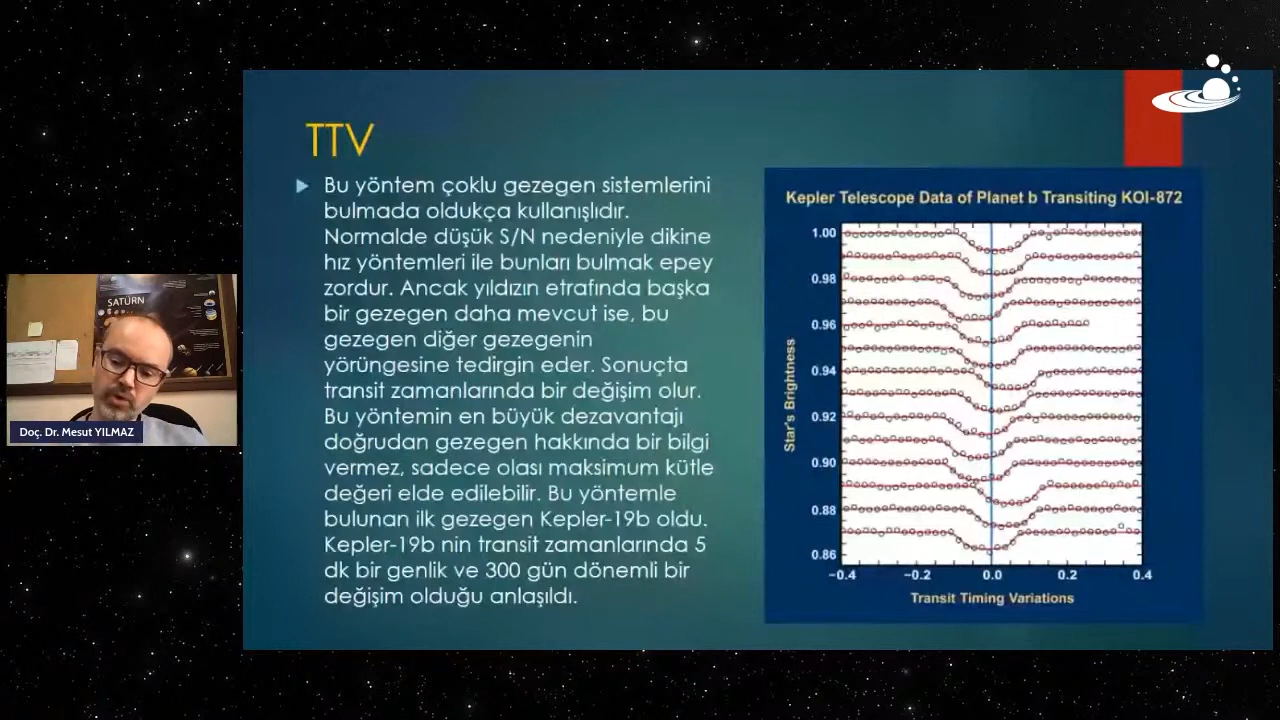 TTV
Bu yöntem çoklu gezegen sistemlerini
bulmada oldukça kullanışlıdır.
Normalde düşük S/N nedeniyle dikine
hız yöntemleri ile bunları bulmak epey
zordur. Ancak yıldızın etrafında başka
bir gezegen daha mevcut ise, bu
gezegen diğer gezegenin
yörüngesine tedirgin eder. Sonuçta
transit zamanlarında bir değişim olur.
Bu yöntemin en büyük dezavantajı
doğrudan gezegen hakkında bir bilgi
vermez, sadece olası maksimum kütle
değeri elde edilebilir. Bu yöntemle
bulunan ilk gezegen Kepler-19b oldu.
Kepler-19b nin transit zamanlarında 5
dk bir genlik ve 300 gün dönemli bir
değişim olduğu anlaşıldı.
Kepler Telescope Data of Planet b Transiting KOI-872
Star's Brightness
1.00
0.98
0.96
0.94
0.92
0.90
0.88
0.86
−0.4 −0.2 0.0 0.2 0.4
Transit Timing Variations
SATÜRN
Doç. Dr. Mesut YILMAZ